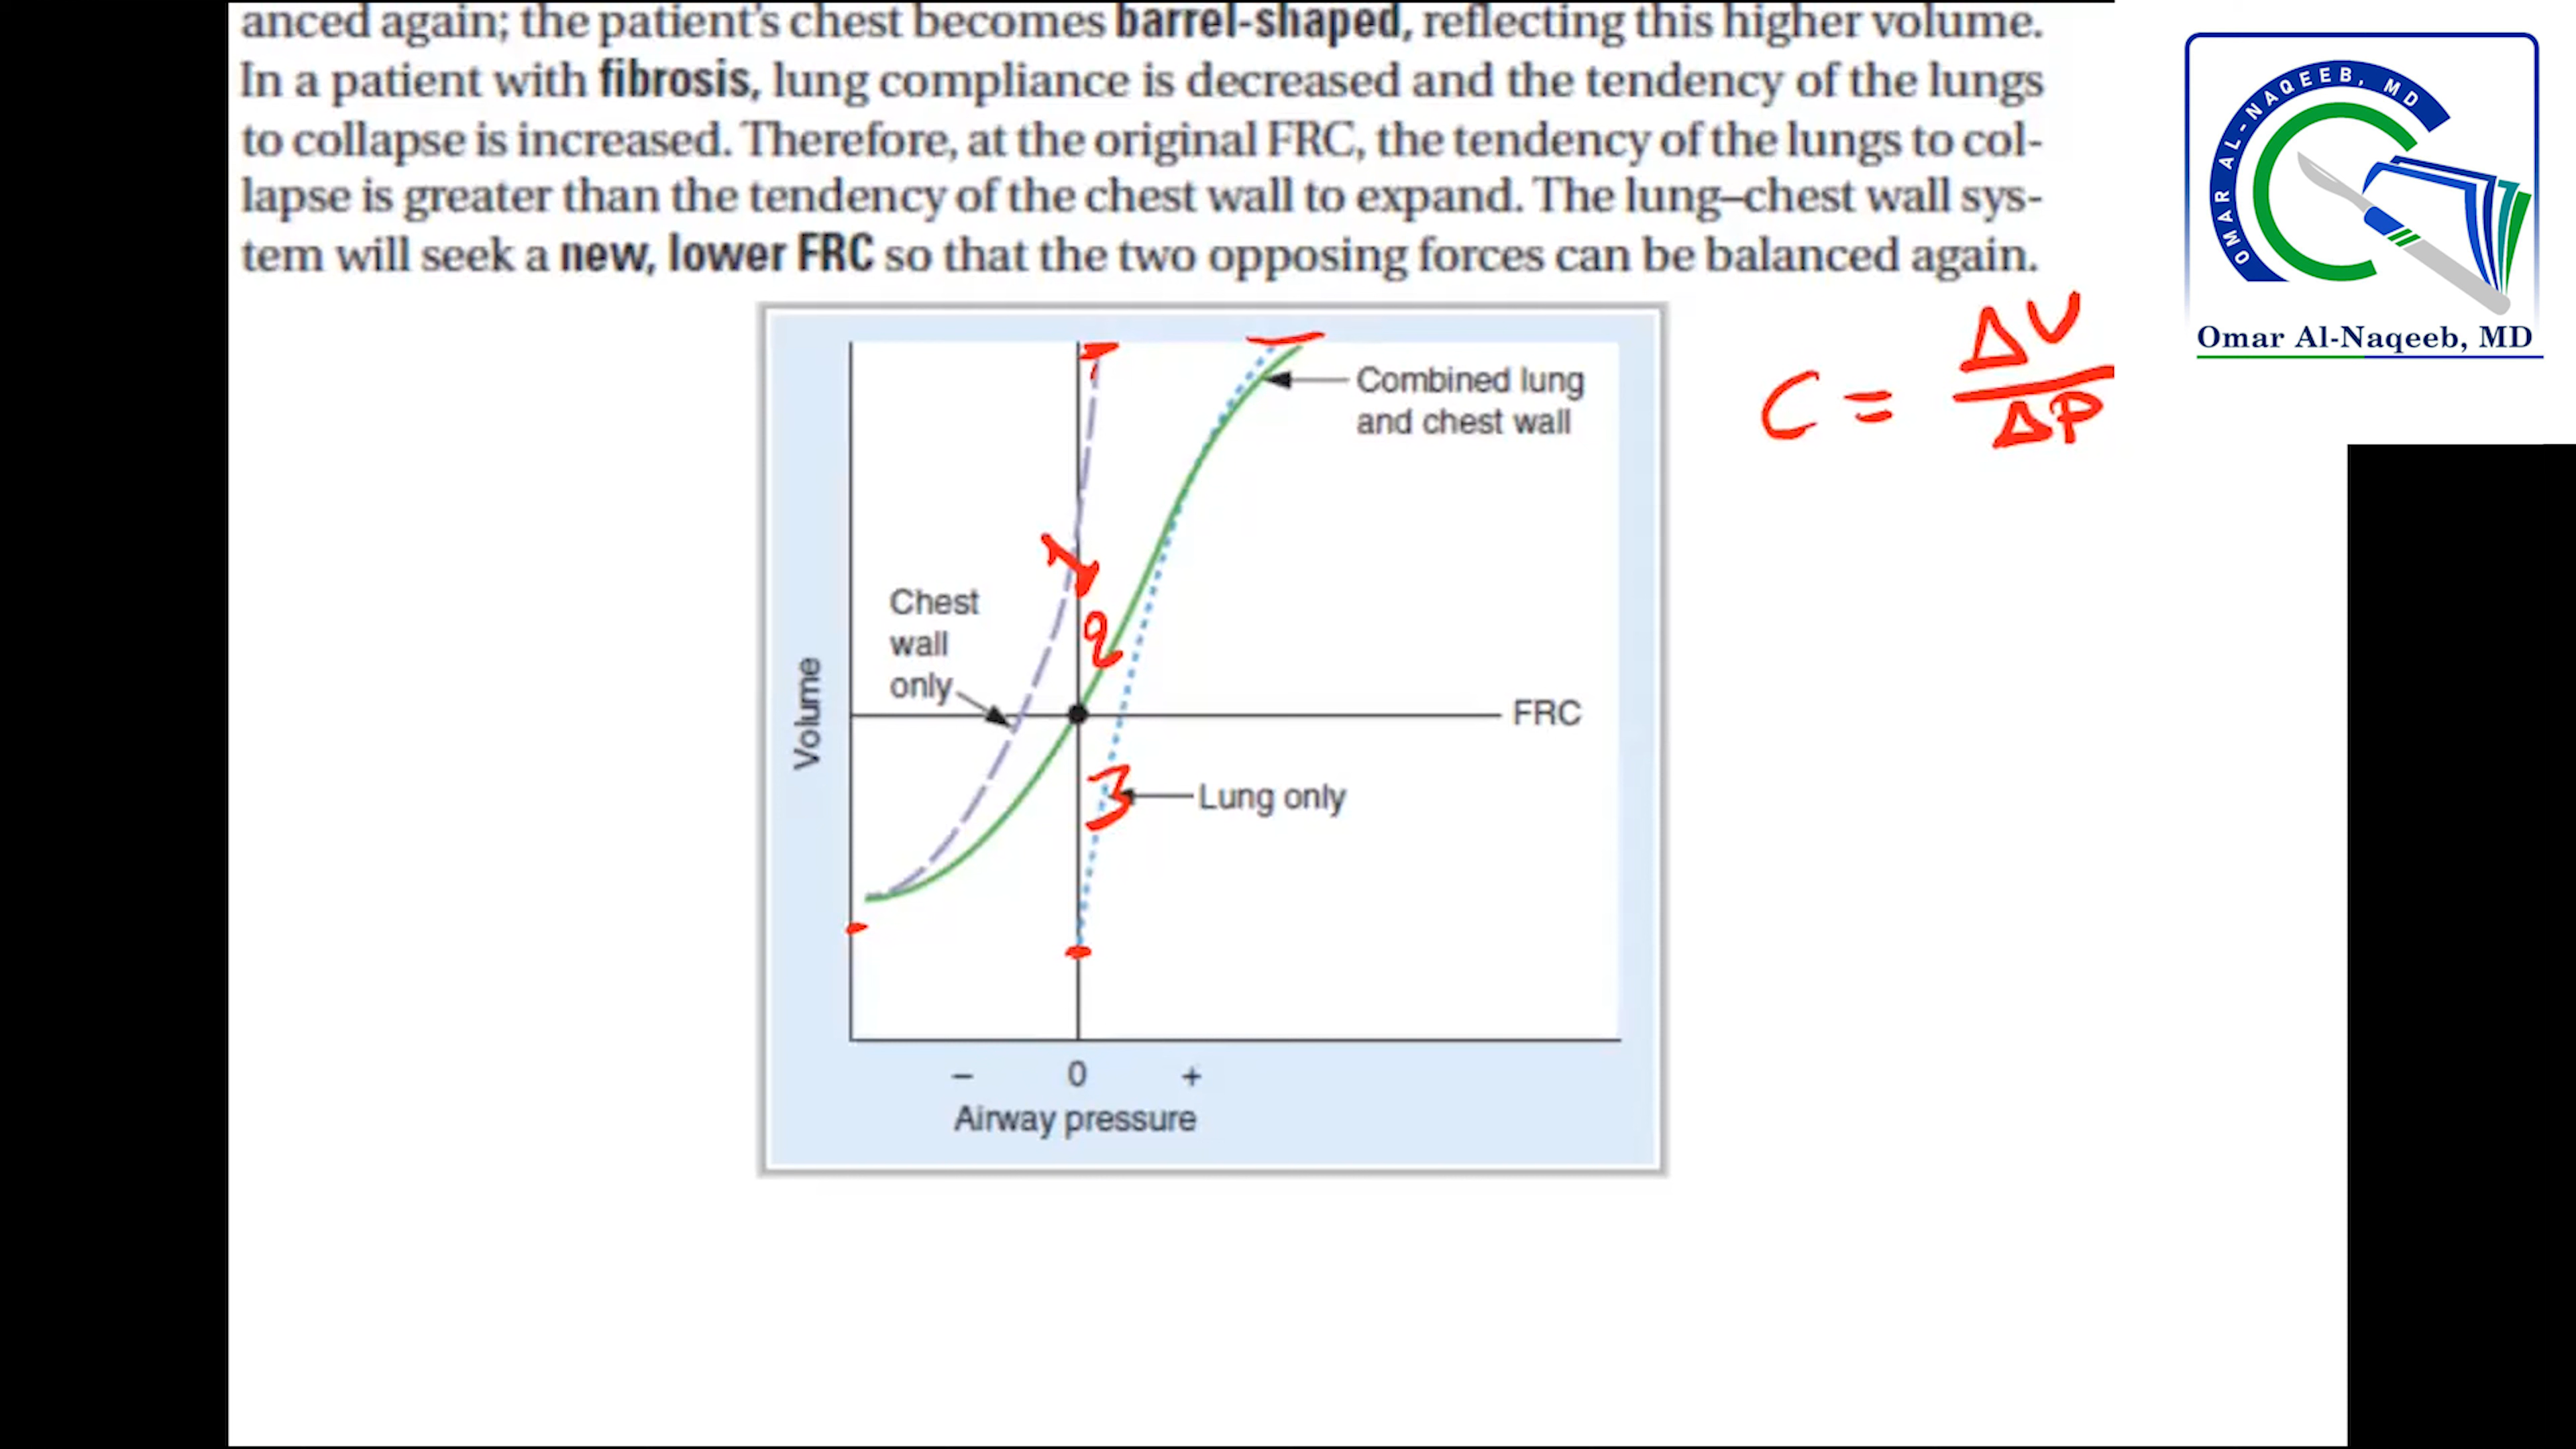 anced again; the patient's chest becomes barrel-shaped, reflecting this higher volume.
In a patient with fibrosis, lung compliance is decreased and the tendency of the lungs
to collapse is increased. Therefore, at the original FRC, the tendency of the lungs to col-
lapse is greater than the tendency of the chest wall to expand. The lung–chest wall sys-
tem will seek a new, lower FRC so that the two opposing forces can be balanced again.
OMAR AL-NAQEEB, MD
Omar Al-Naqeeb, MD
C = ΔV
ΔP
Combined lung
and chest wall
1
2
3
Chest
wall
only
Volume
FRC
Lung only
– 0 +
Airway pressure